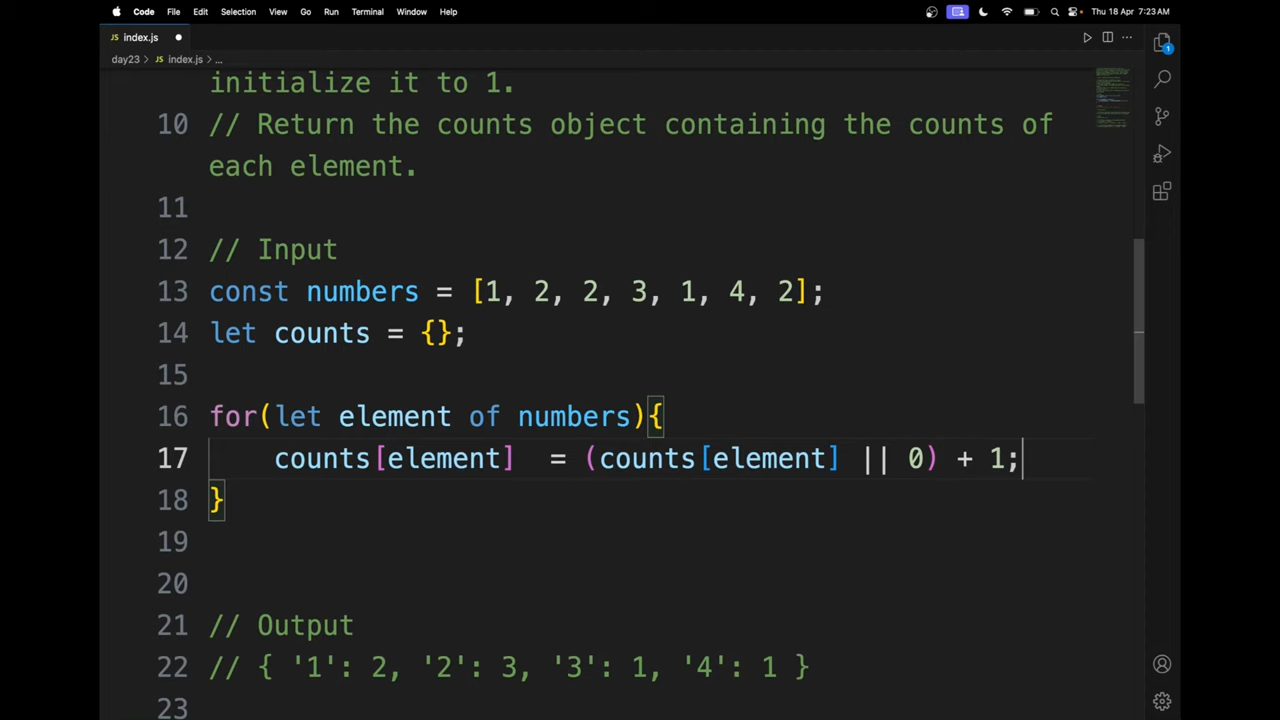 Code File Edit Selection View Go Run Terminal Window Help Thu 18 Apr 7:23 AM
JS index.js
day23 > JS index.js > ...
initialize it to 1.
10 // Return the counts object containing the counts of
each element.
11
12 // Input
13 const numbers = [1, 2, 2, 3, 1, 4, 2];
14 let counts = {};
15
16 for(let element of numbers){
17 counts[element]  = (counts[element] || 0) + 1;
18 }
19
20
21 // Output
22 // { '1': 2, '2': 3, '3': 1, '4': 1 }
23
1